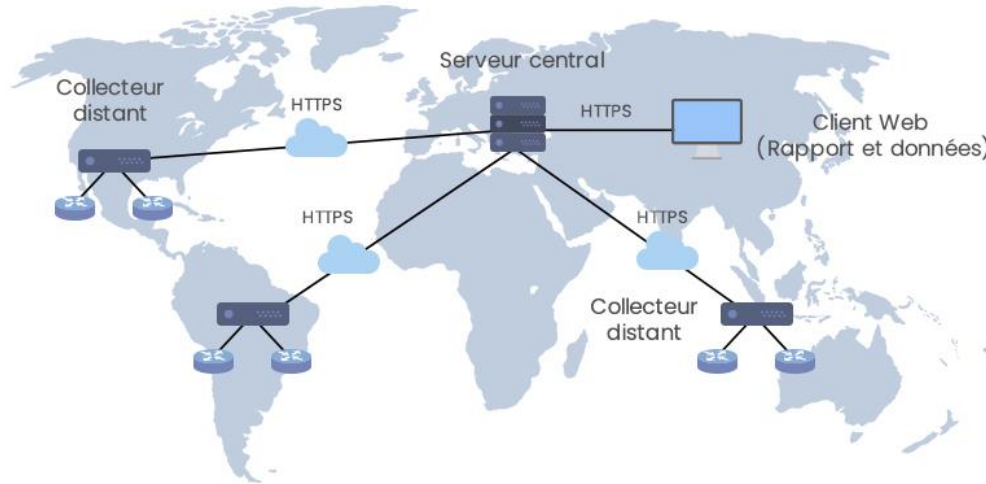 Serveur central
Collecteur
distant
HTTPS
HTTPS
Client Web
(Rapport et données)
HTTPS
HTTPS
Collecteur
distant